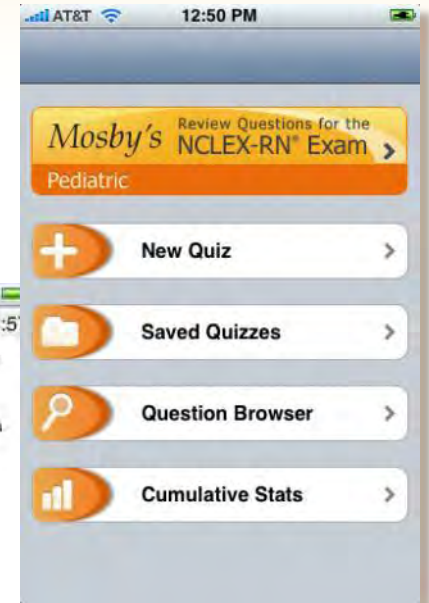 AT&T 12:50 PM
Mosby's Review Questions for the
NCLEX-RN® Exam
Pediatric
New Quiz
Saved Quizzes
Question Browser
Cumulative Stats